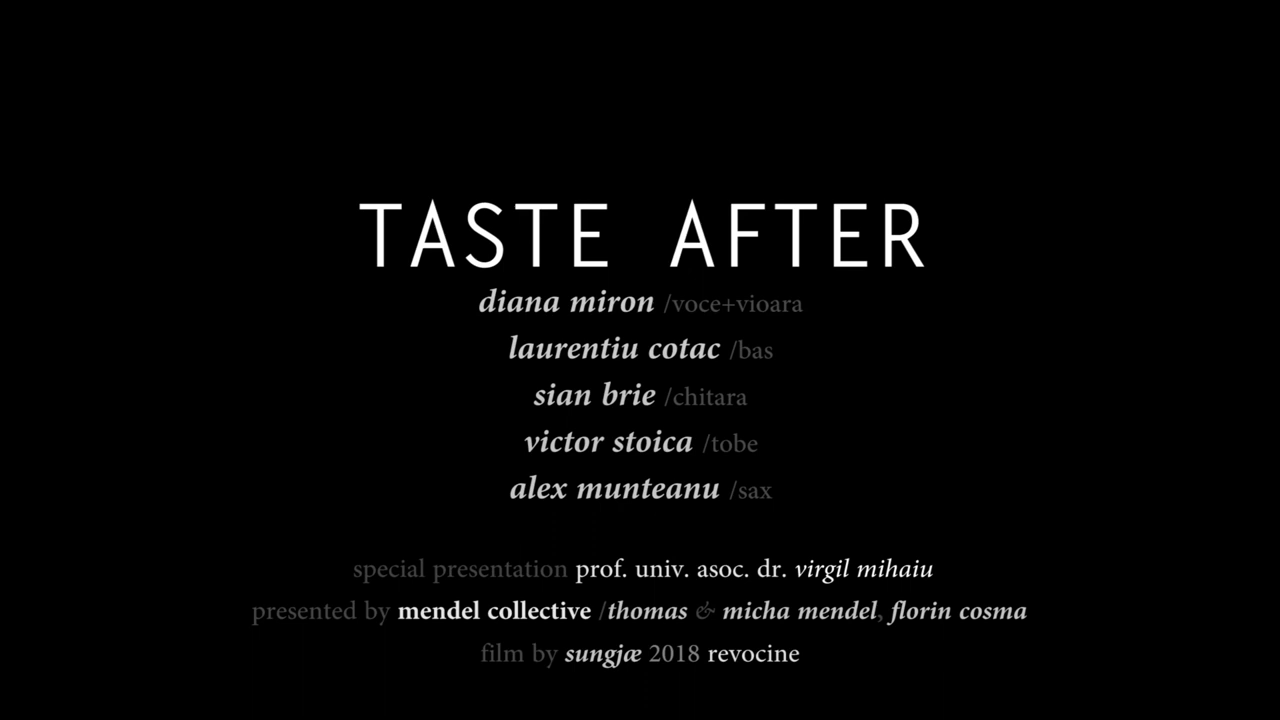 TASTE AFTER
diana miron /voce+vioara
laurentiu cotac /bas
sian brie /chitara
victor stoica /tobe
alex munteanu /sax
special presentation prof. univ. asoc. dr. virgil mihaiu
presented by mendel collective /thomas & micha mendel, florin cosma
film by sungjæ 2018 revocine